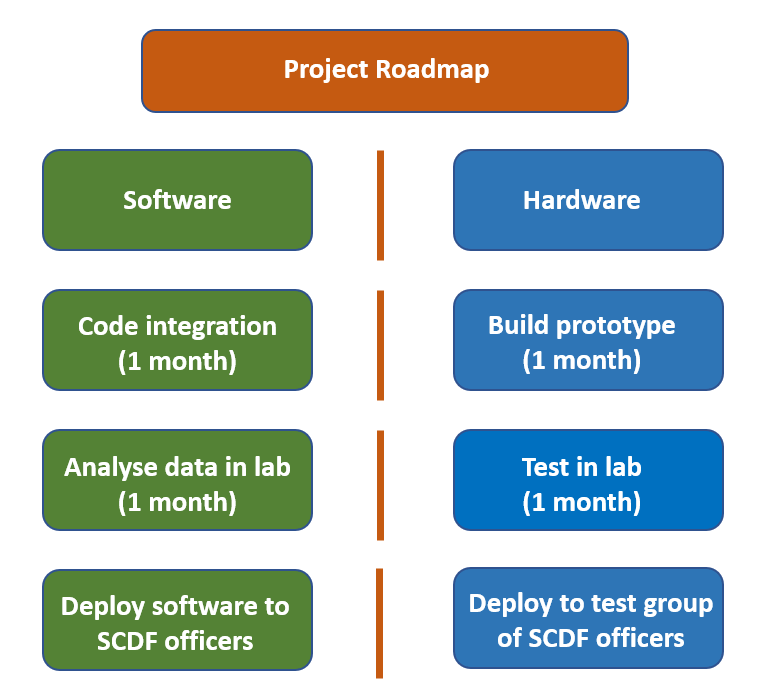 Project Roadmap
Software
Hardware
Code integration
(1 month)
Build prototype
(1 month)
Analyse data in lab
(1 month)
Test in lab
(1 month)
Deploy software to
SCDF officers
Deploy to test group
of SCDF officers